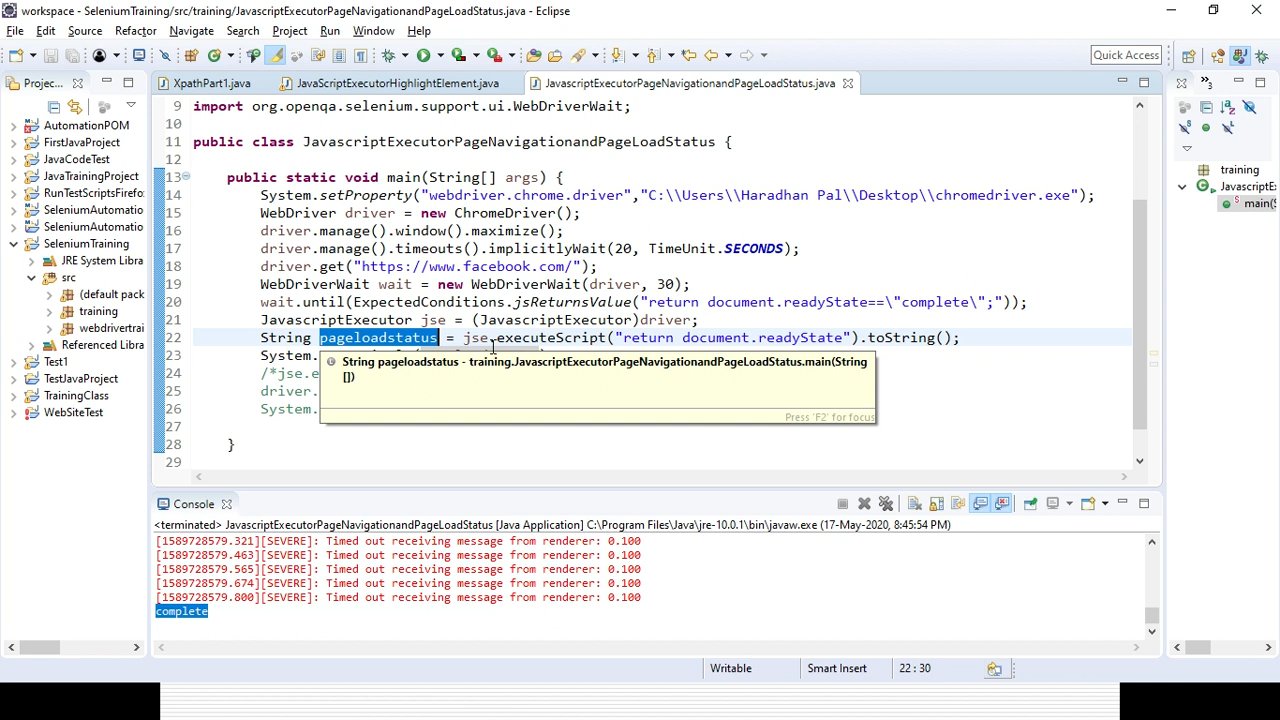 workspace - SeleniumTraining/src/training/JavascriptExecutorPageNavigationandPageLoadStatus.java - Eclipse
File Edit Source Refactor Navigate Search Project Run Window Help
Quick Access
Projec...
XpathPart1.java
JavaScriptExecutorHighlightElement.java
JavascriptExecutorPageNavigationandPageLoadStatus.java
AutomationPOM
FirstJavaProject
JavaCodeTest
JavaTrainingProject
RunTestScriptsFirefo
SeleniumAutomatio
SeleniumAutomatio
SeleniumTraining
JRE System Libra
src
(default pack
training
webdrivertrai
Referenced Libra
Test1
TestJavaProject
TrainingClass
WebSiteTest
9 import org.openqa.selenium.support.ui.WebDriverWait;
10
11 public class JavascriptExecutorPageNavigationandPageLoadStatus {
12
13 public static void main(String[] args) {
14 System.setProperty("webdriver.chrome.driver","C:\\Users\\Haradhan Pal\\Desktop\\chromedriver.exe");
15 WebDriver driver = new ChromeDriver();
16 driver.manage().window().maximize();
17 driver.manage().timeouts().implicitlyWait(20, TimeUnit.SECONDS);
18 driver.get("https://www.facebook.com/");
19 WebDriverWait wait = new WebDriverWait(driver, 30);
20 wait.until(ExpectedConditions.jsReturnsValue("return document.readyState==\"complete\";"));
21 JavascriptExecutor jse = (JavascriptExecutor)driver;
22 String pageloadstatus = jse.executeScript("return document.readyState").toString();
23 System.
24 /*jse.e
25 driver.
26 System.
27
28 }
29
String pageloadstatus - training.JavascriptExecutorPageNavigationandPageLoadStatus.main(String
[])
Press 'F2' for focus
training
JavascriptE
main(S
Console
<terminated> JavascriptExecutorPageNavigationandPageLoadStatus [Java Application] C:\Program Files\Java\jre-10.0.1\bin\javaw.exe (17-May-2020, 8:45:54 PM)
[1589728579.321][SEVERE]: Timed out receiving message from renderer: 0.100
[1589728579.463][SEVERE]: Timed out receiving message from renderer: 0.100
[1589728579.565][SEVERE]: Timed out receiving message from renderer: 0.100
[1589728579.674][SEVERE]: Timed out receiving message from renderer: 0.100
[1589728579.800][SEVERE]: Timed out receiving message from renderer: 0.100
complete
Writable
Smart Insert
22 : 30